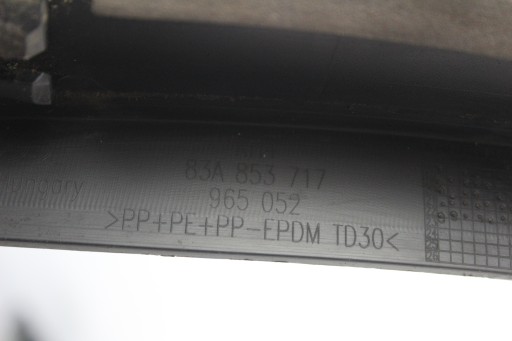 83A 853 717
965 052
>PP+PE+PP-EPDM TD30<